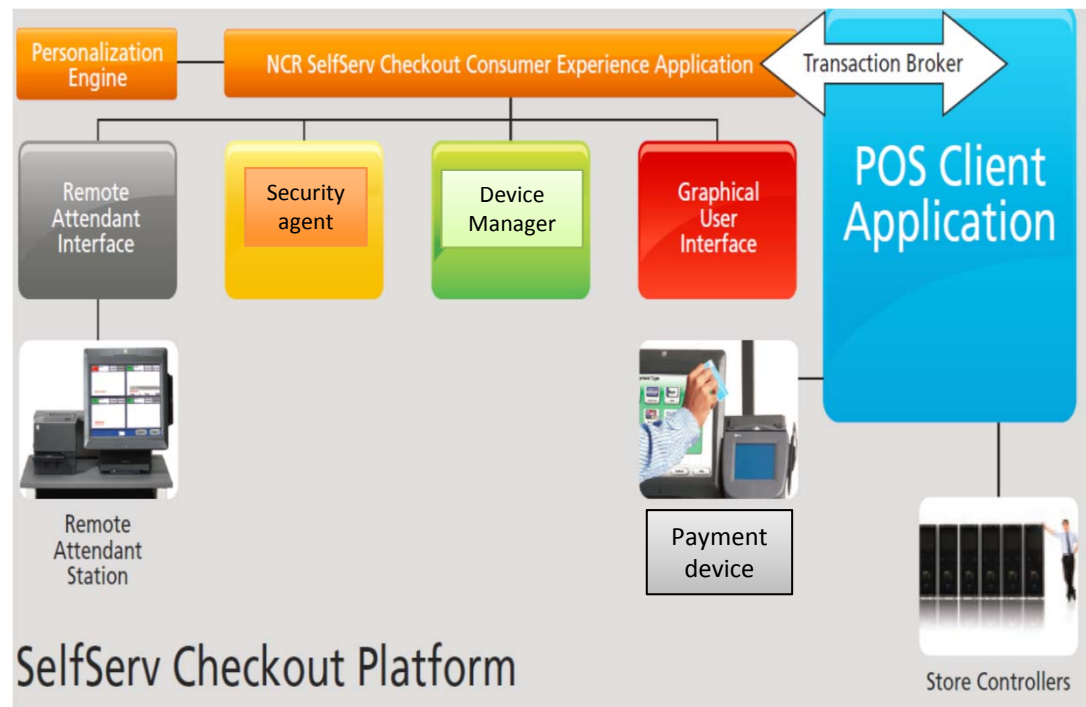 Personalization
Engine
NCR SelfServ Checkout Consumer Experience Application
Transaction Broker
POS Client
Application
Remote
Attendant
Interface
Security
agent
Device
Manager
Graphical
User
Interface
Remote
Attendant
Station
Payment
device
SelfServ Checkout Platform
Store Controllers